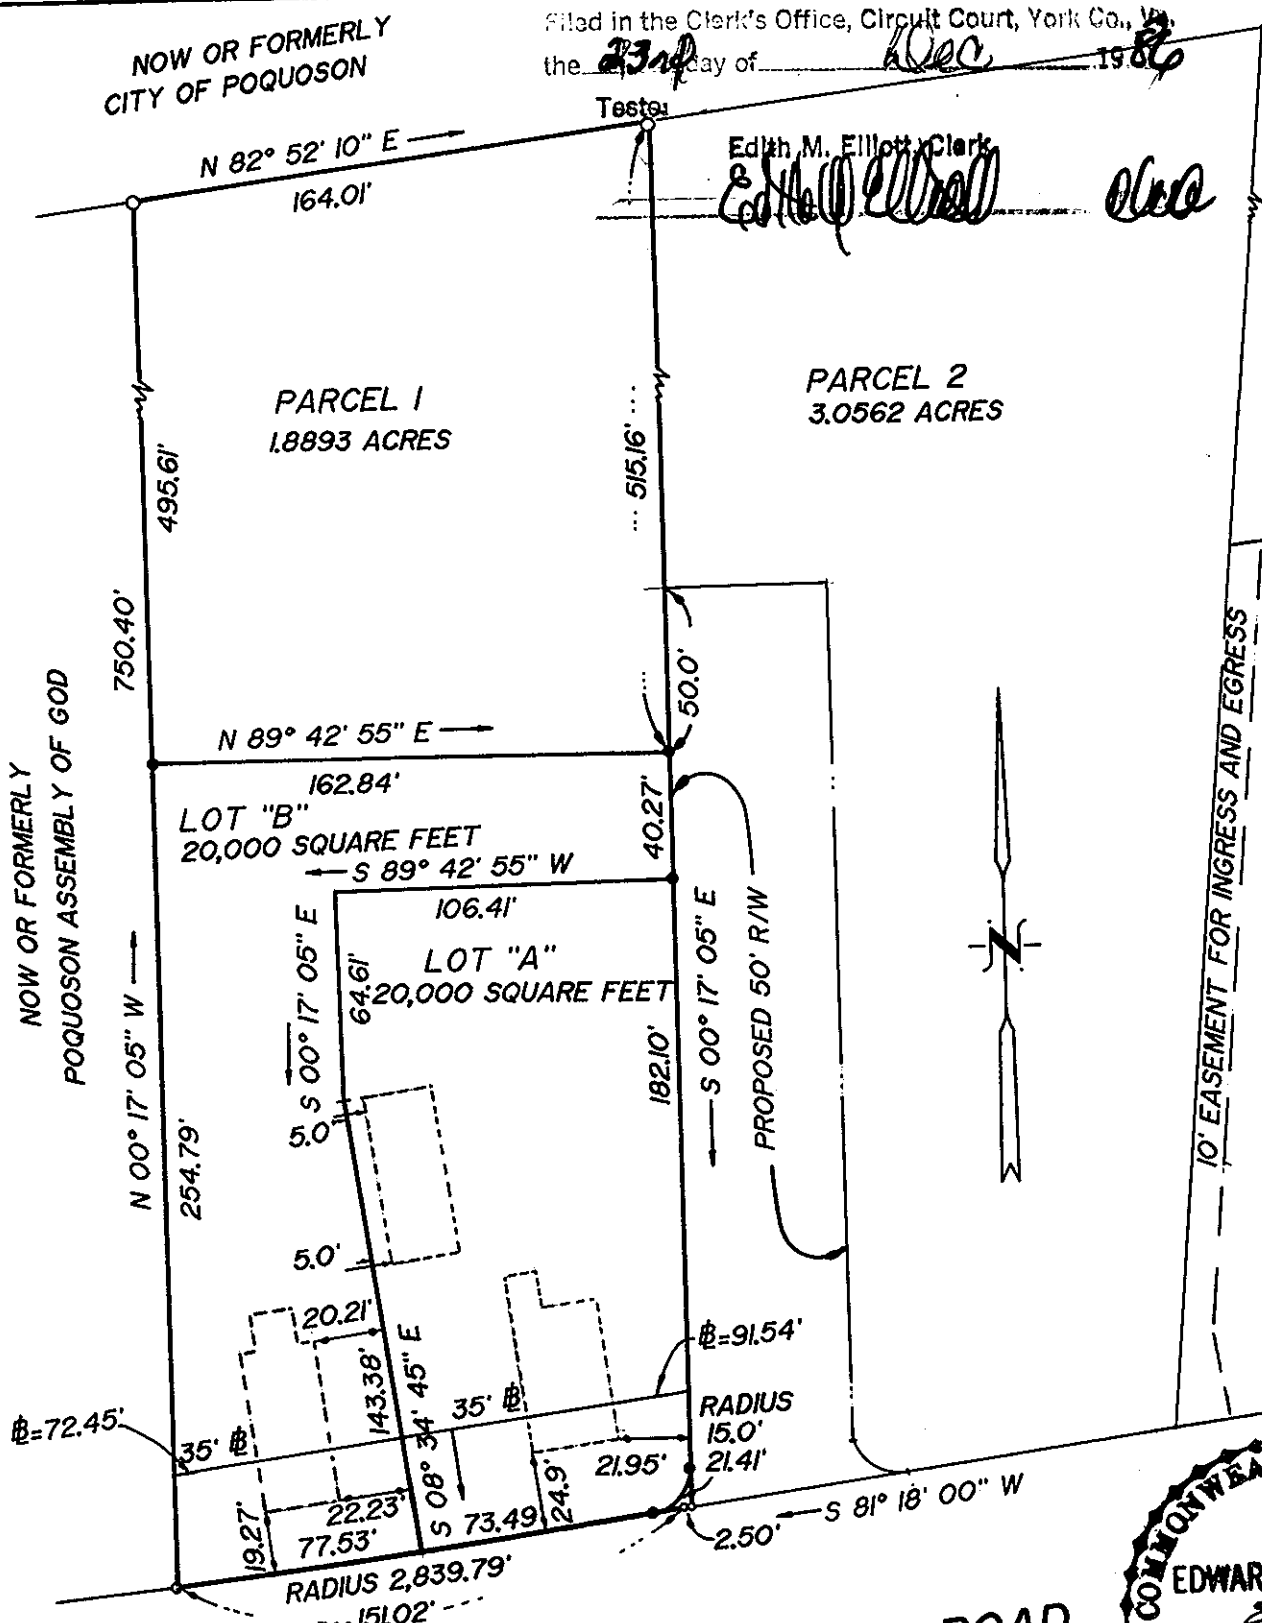 Filed in the Clerk's Office, Circuit Court, York Co., Va.
the 23rd day of Dec 1986
Teste:
Edith M. Elliott, Clerk
NOW OR FORMERLY
CITY OF POQUOSON
N 82° 52' 10" E
164.01'
PARCEL 1
1.8893 ACRES
PARCEL 2
3.0562 ACRES
495.61'
515.16'
750.40'
50.0'
NOW OR FORMERLY
POQUOSON ASSEMBLY OF GOD
N 89° 42' 55" E
162.84'
40.27'
LOT "B"
20,000 SQUARE FEET
S 89° 42' 55" W
106.41'
LOT "A"
20,000 SQUARE FEET
S 00° 17' 05" E
64.61'
182.10'
S 00° 17' 05" E
PROPOSED 50' R/W
N
10' EASEMENT FOR INGRESS AND EGRESS
N 00° 17' 05" W
254.79'
5.0'
5.0'
20.21'
143.38'
S 08° 34' 45" E
35' BL
BL=91.54'
BL=72.45'
35' BL
RADIUS
15.0'
21.41'
21.95'
24.9'
22.23'
19.27'
77.53'
73.49'
2.50'
S 81° 18' 00" W
RADIUS 2,839.79'
151.02'
ROAD
COMMONWEA
EDWAR